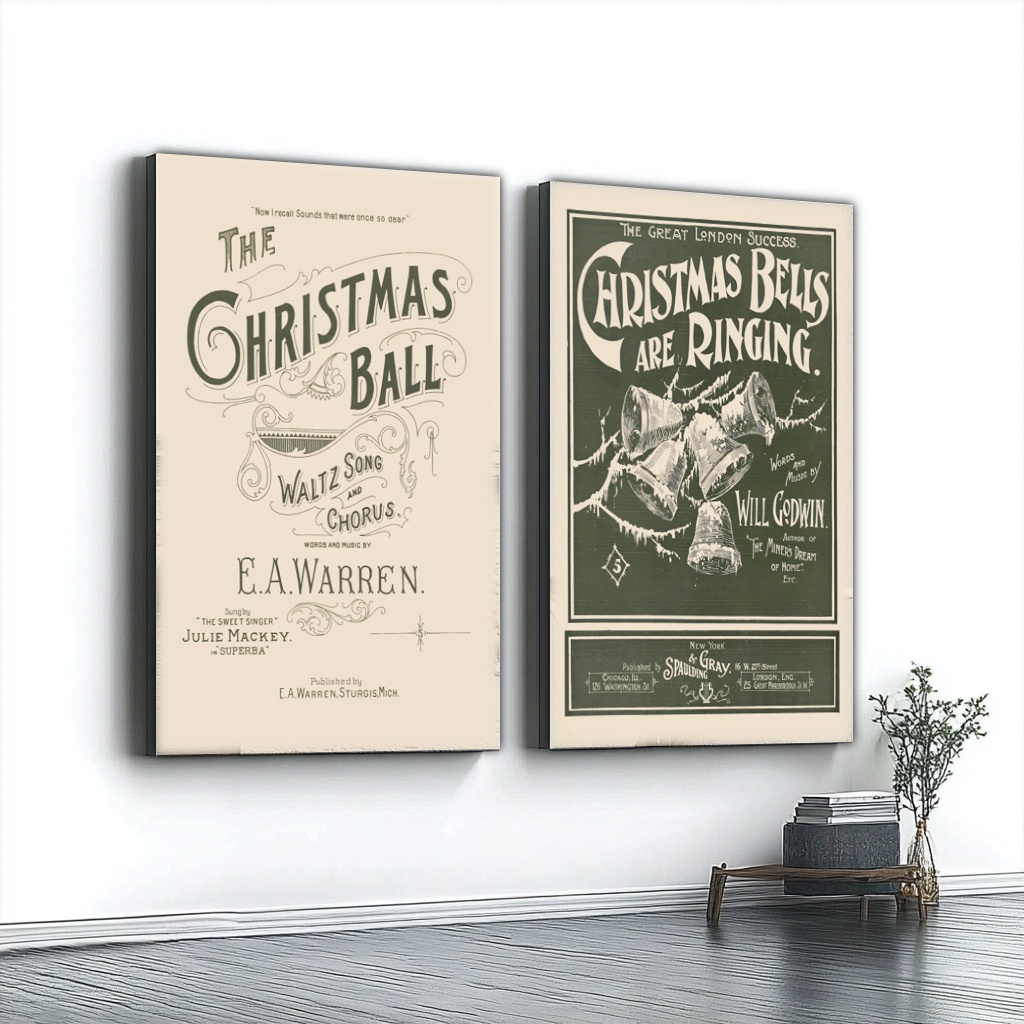 "Now I recall Sounds that were once so dear"
THE
CHRISTMAS
BALL
WALTZ SONG
AND
CHORUS.
WORDS AND MUSIC BY
E.A. WARREN.
Sung by
"THE SWEET SINGER"
JULIE MACKEY.
IN "SUPERBA"
5
Published by
E.A. WARREN, STURGIS, MICH.
THE GREAT LONDON SUCCESS.
CHRISTMAS BELLS
ARE RINGING.
WORDS
AND
MUSIC BY
WILL GODWIN.
AUTHOR OF
"THE MINER'S DREAM
OF HOME".
ETC.
5
NEW YORK
Published by
SPAULDING & GRAY.
16 W. 27th Street
CHICAGO, ILL.
126 WASHINGTON ST
LONDON, ENG.
25 GREAT MARLBOROUGH ST. W.